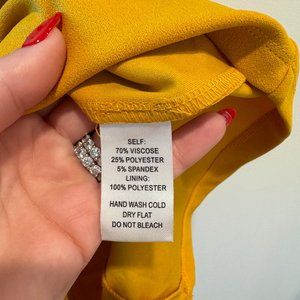 SELF:
70% VISCOSE
25% POLYESTER
5% SPANDEX
LINING:
100% POLYESTER
HAND WASH COLD
DRY FLAT
DO NOT BLEACH